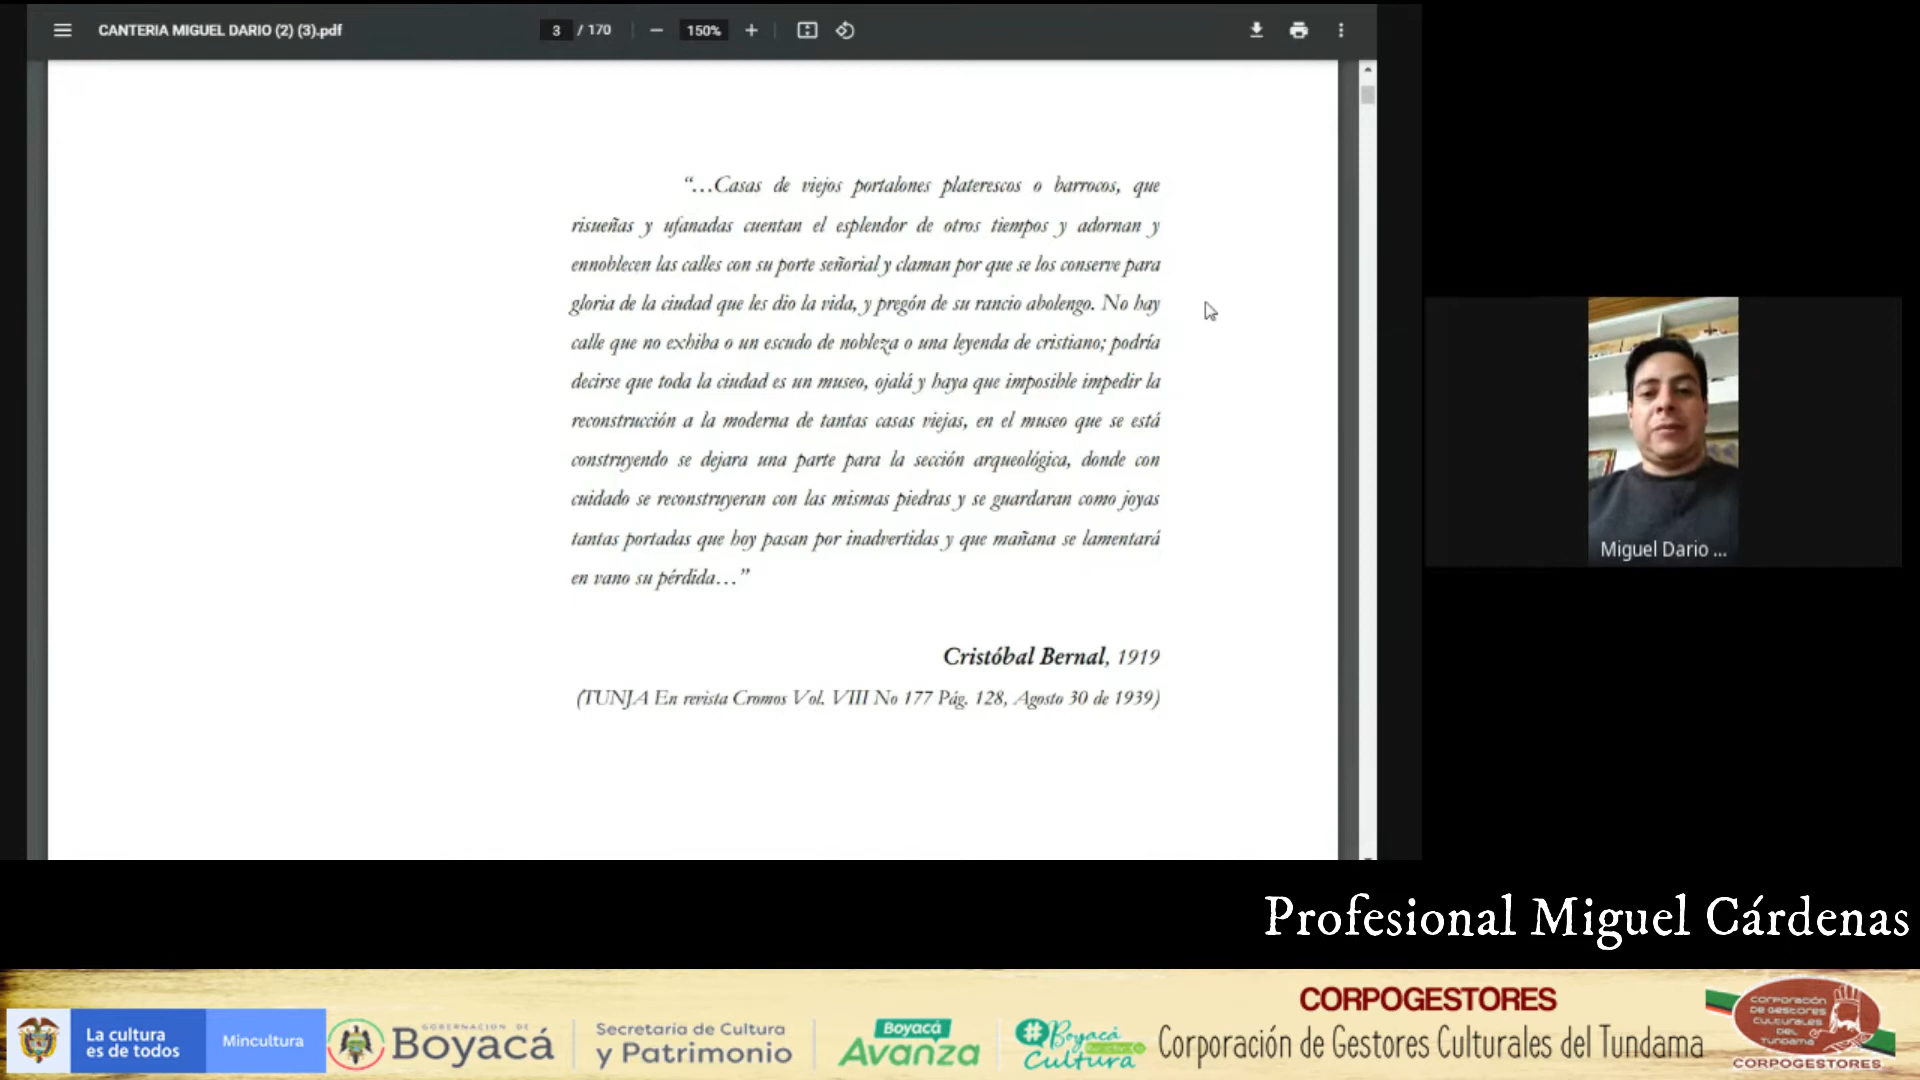 CANTERIA MIGUEL DARIO (2) (3).pdf
3 / 170
150%
“…Casas de viejos portalones platerescos o barrocos, que
risueñas y ufanadas cuentan el esplendor de otros tiempos y adornan y
ennoblecen las calles con su porte señorial y claman por que se los conserve para
gloria de la ciudad que les dio la vida, y pregón de su rancio abolengo. No hay
calle que no exhiba o un escudo de nobleza o una leyenda de cristiano; podría
decirse que toda la ciudad es un museo, ojalá y haya que imposible impedir la
reconstrucción a la moderna de tantas casas viejas, en el museo que se está
construyendo se dejara una parte para la sección arqueológica, donde con
cuidado se reconstruyeran con las mismas piedras y se guardaran como joyas
tantas portadas que hoy pasan por inadvertidas y que mañana se lamentará
en vano su pérdida…”
Cristóbal Bernal, 1919
(TUNJA En revista Cromos Vol. VIII No 177 Pág. 128, Agosto 30 de 1939)
Miguel Dario ...
Profesional Miguel Cárdenas
La cultura
es de todos
Mincultura
GOBERNACIÓN DE
Boyacá
Secretaría de Cultura
y Patrimonio
Boyacá
Avanza
#Boyacá
Cultura
CORPOGESTORES
Corporación de Gestores Culturales del Tundama
CORPORACIÓN
DE GESTORES
CULTURALES
DEL
TUNDAMA
CORPOGESTORES